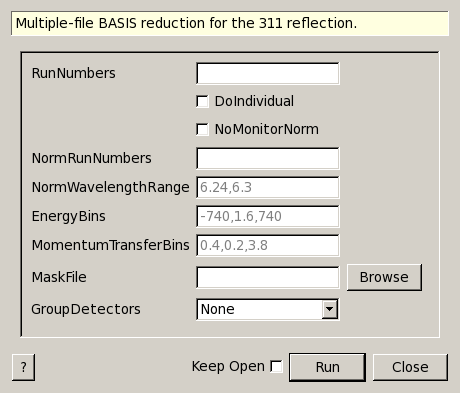 Multiple-file BASIS reduction for the 311 reflection.
RunNumbers
DoIndividual
NoMonitorNorm
NormRunNumbers
NormWavelengthRange 6.24,6.3
EnergyBins -740,1.6,740
MomentumTransferBins 0.4,0.2,3.8
MaskFile Browse
GroupDetectors None
? Keep Open Run Close